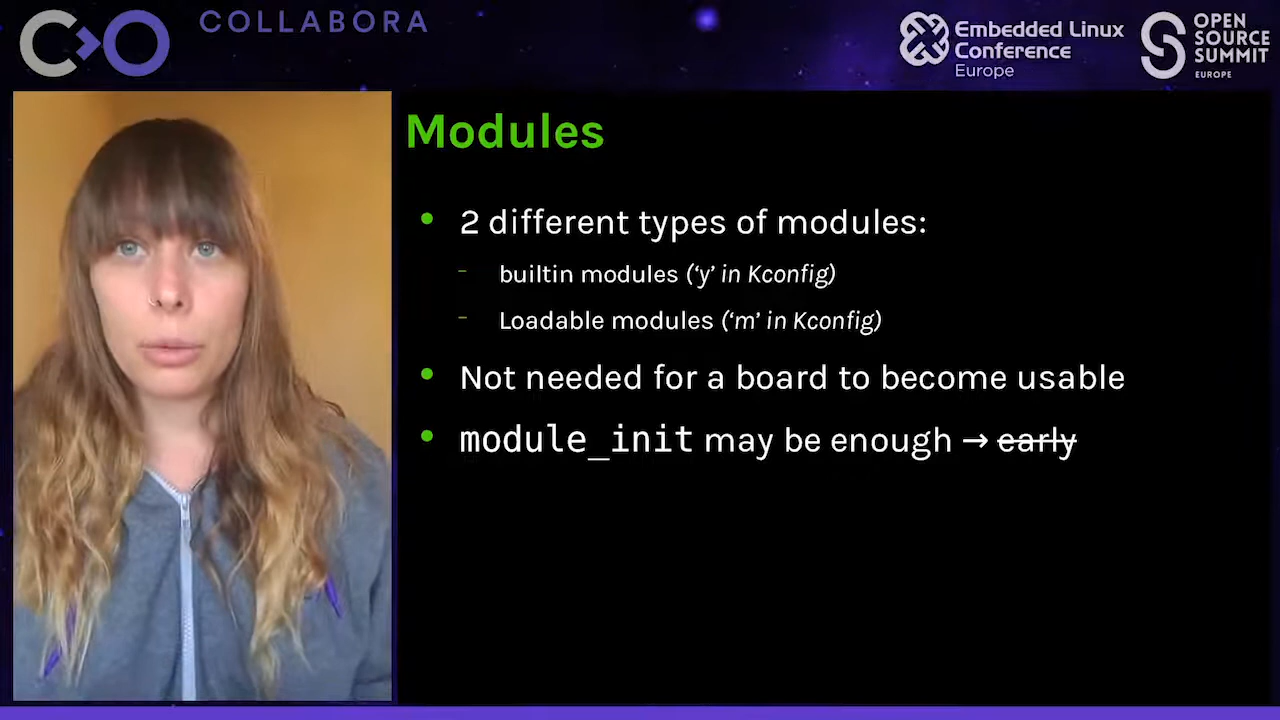 COLLABORA
Embedded Linux
Conference
Europe
OPEN
SOURCE
SUMMIT
EUROPE
Modules
• 2 different types of modules:
– builtin modules (‘y’ in Kconfig)
– Loadable modules (‘m’ in Kconfig)
• Not needed for a board to become usable
• module_init may be enough → early